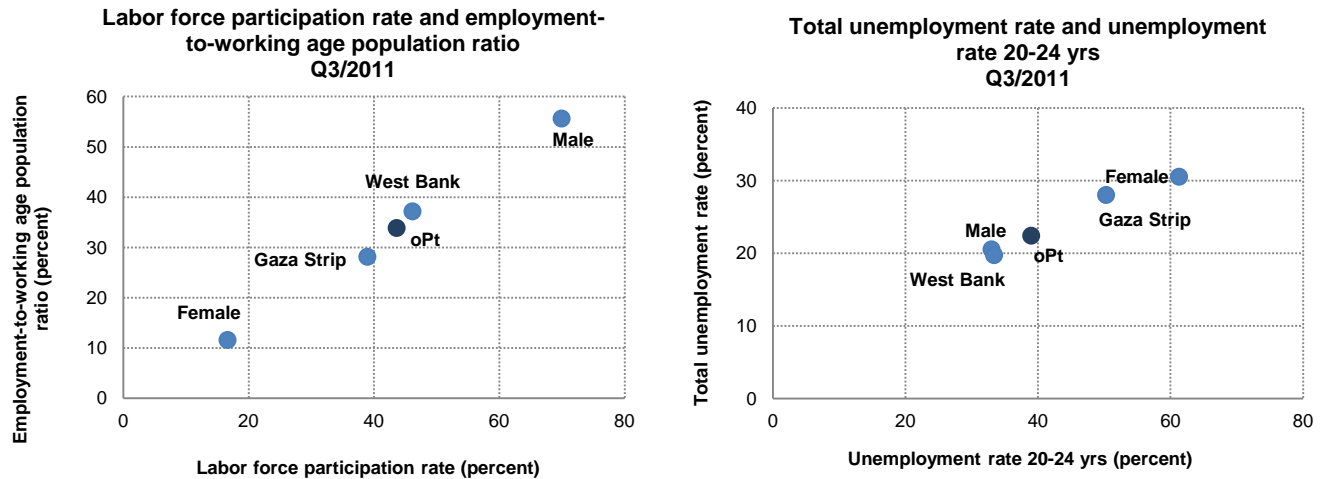 Labor force participation rate and employment-
to-working age population ratio
Q3/2011
Employment-to-working age population
ratio (percent)
60
50
40
30
20
10
0
0 20 40 60 80
Male
West Bank
oPt
Gaza Strip
Female
Labor force participation rate (percent)
Total unemployment rate and unemployment
rate 20-24 yrs
Q3/2011
Total unemployment rate (percent)
40
30
20
10
0
0 20 40 60 80
Female
Gaza Strip
Male
oPt
West Bank
Unemployment rate 20-24 yrs (percent)